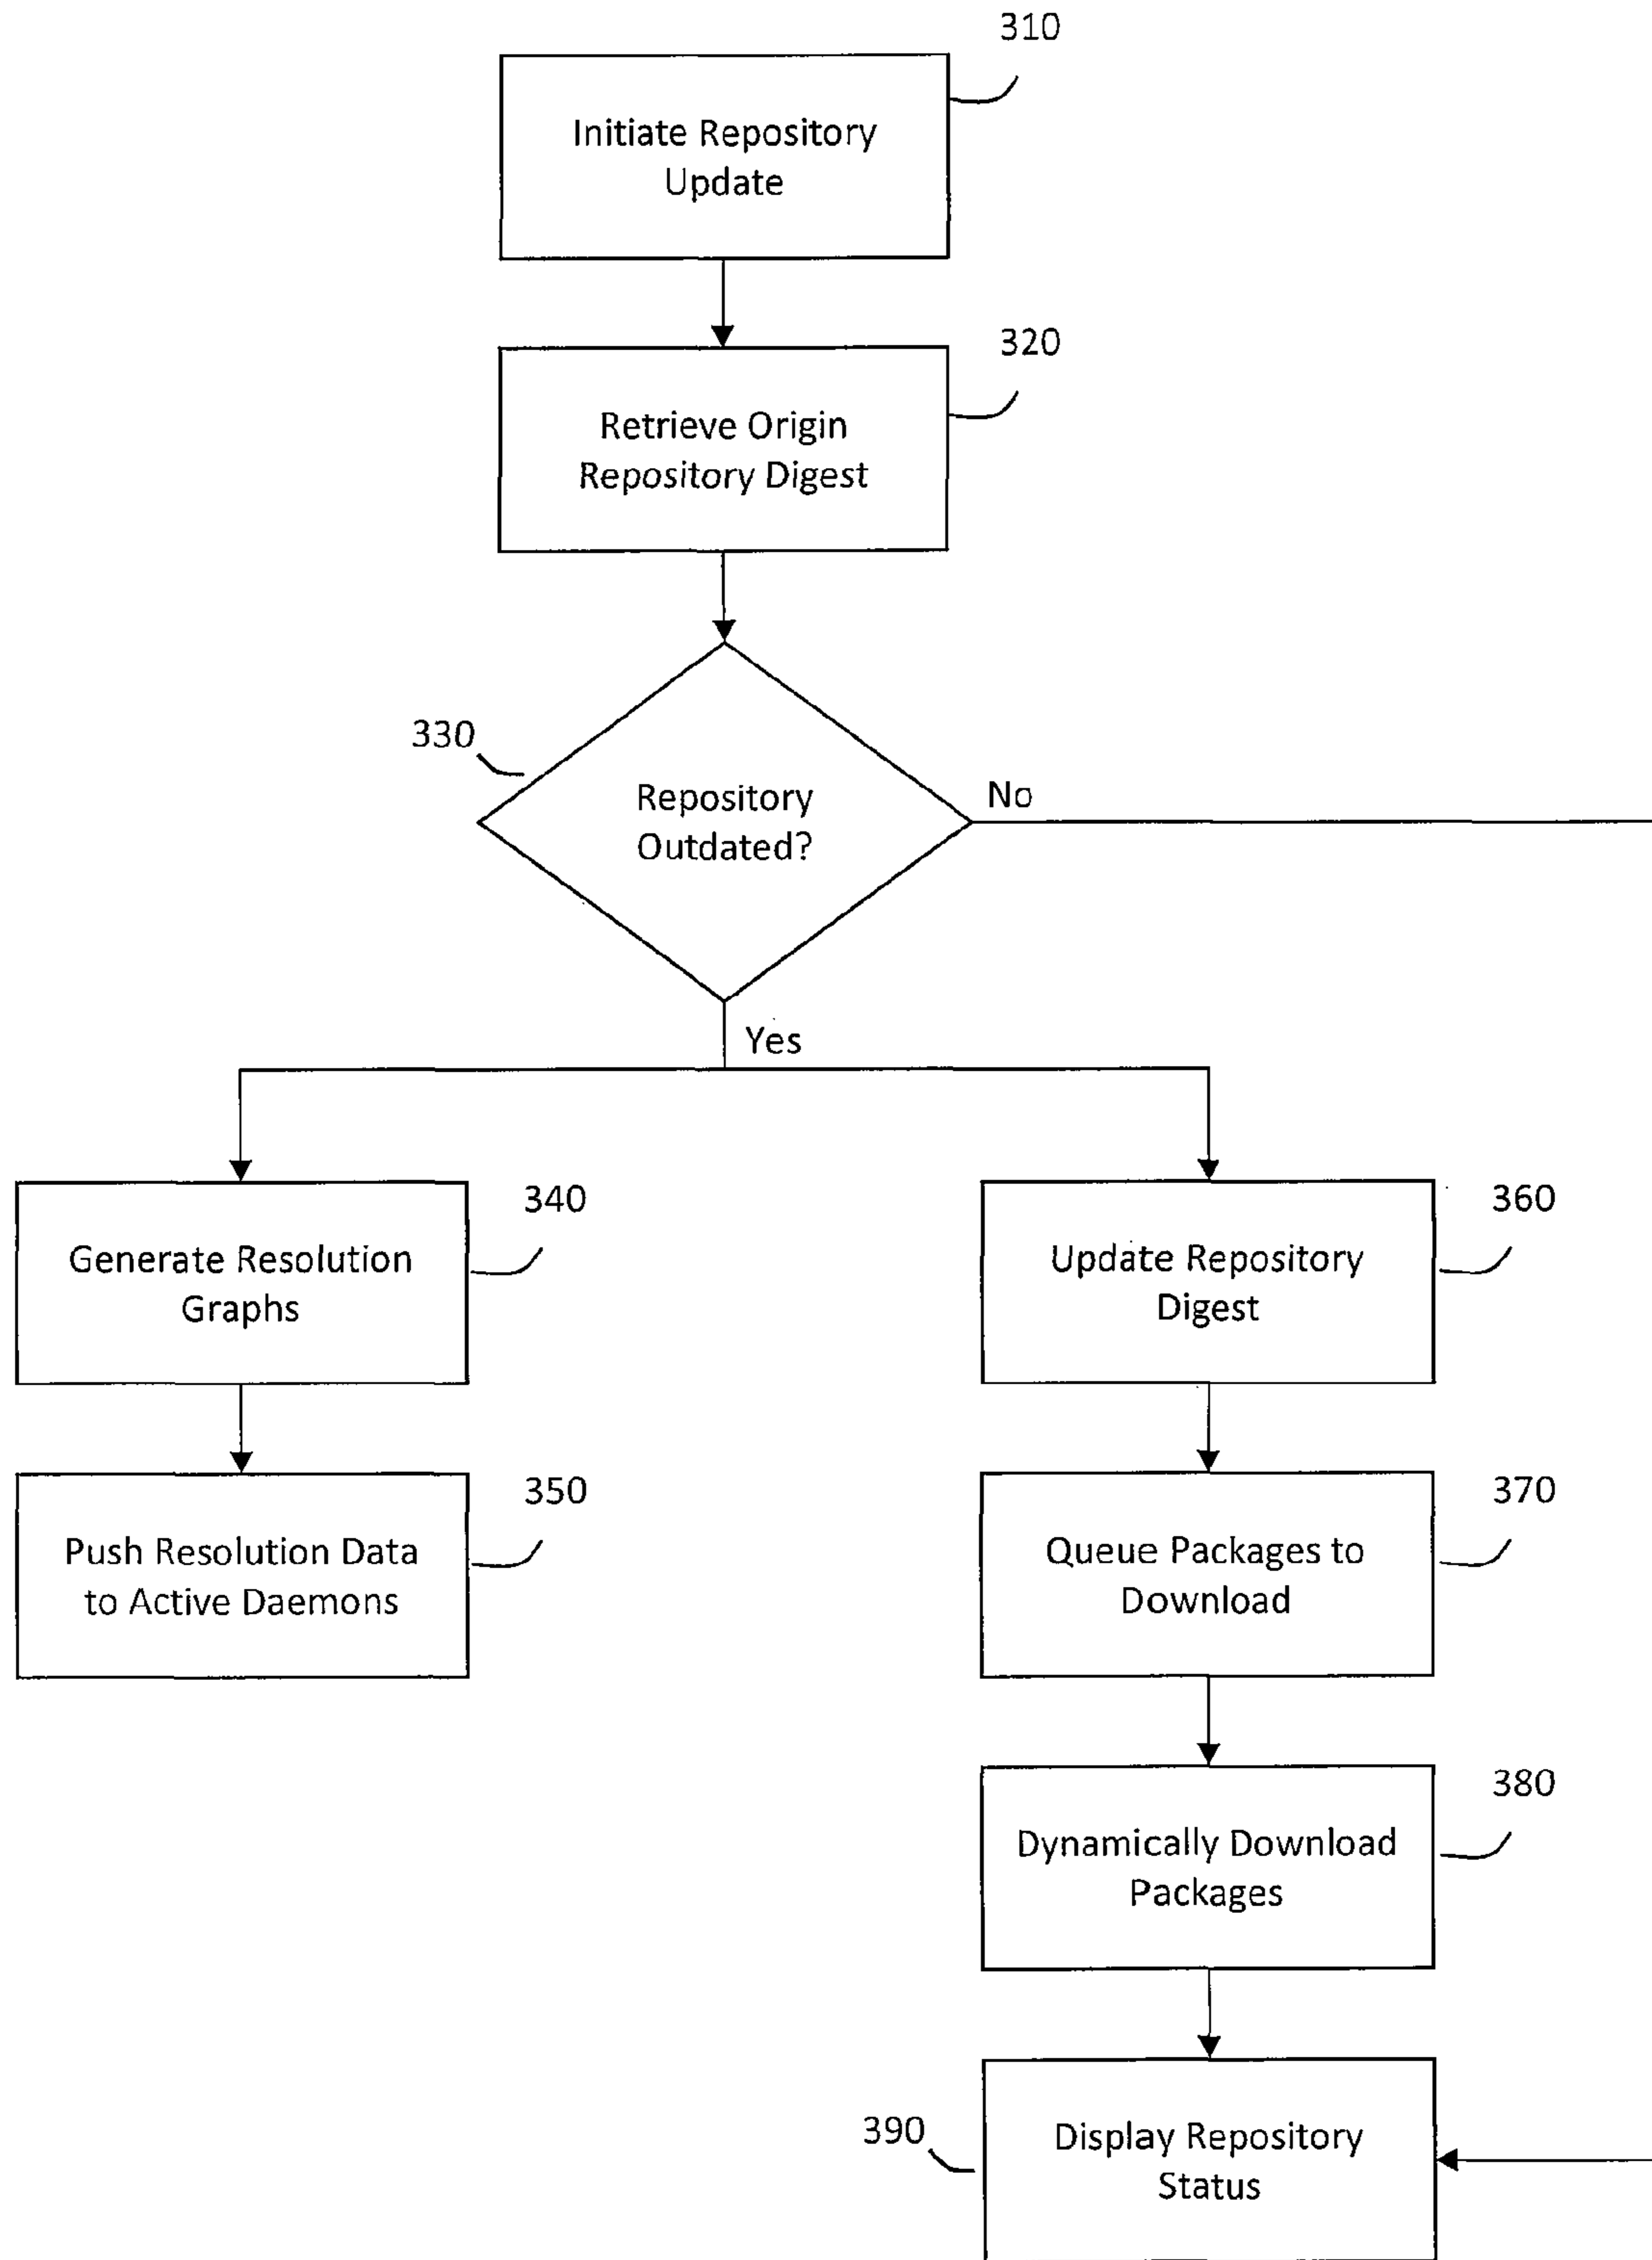 310
Initiate Repository
Update
320
Retrieve Origin
Repository Digest
330
Repository
Outdated?
No
Yes
340
Generate Resolution
Graphs
360
Update Repository
Digest
350
Push Resolution Data
to Active Daemons
370
Queue Packages to
Download
380
Dynamically Download
Packages
390
Display Repository
Status